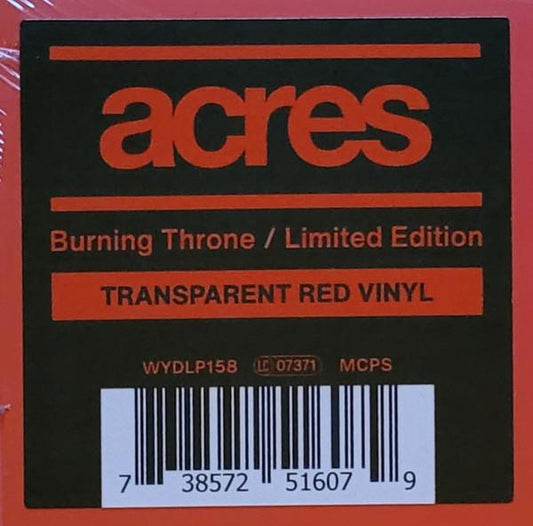 acres
Burning Throne / Limited Edition
TRANSPARENT RED VINYL
WYDLP158 LC 07371 MCPS
7 38572 51607 9